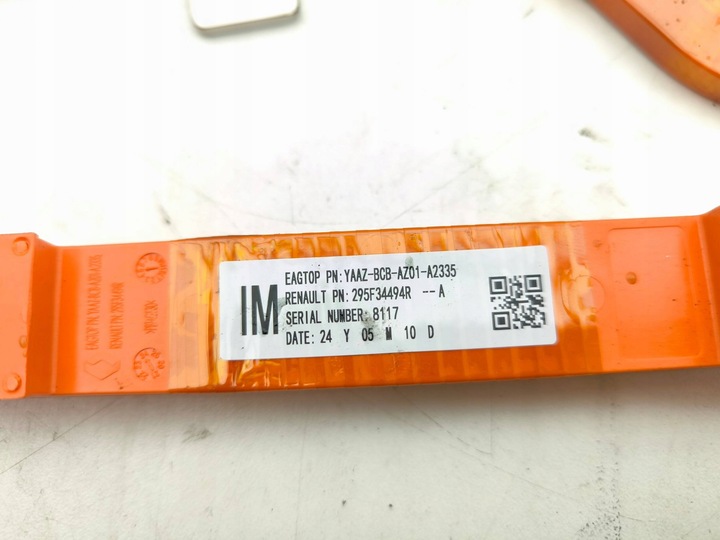 IM
EAGTOP PN:YAAZ-BCB-AZ01-A2335
RENAULT PN:295F34494R --A
SERIAL NUMBER: 8117
DATE: 24 Y 05 M 10 D